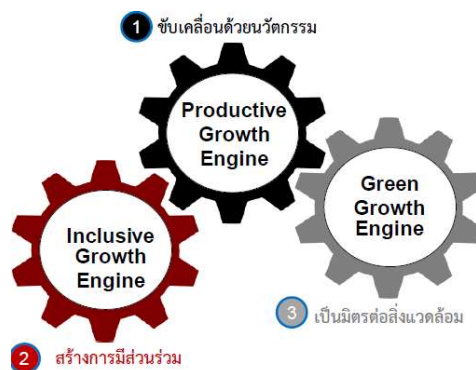 1 ขับเคลื่อนด้วยนวัตกรรม
Productive
Growth
Engine
Green
Growth
Engine
Inclusive
Growth
Engine
3 เป็นมิตรต่อสิ่งแวดล้อม
2 สร้างการมีส่วนร่วม